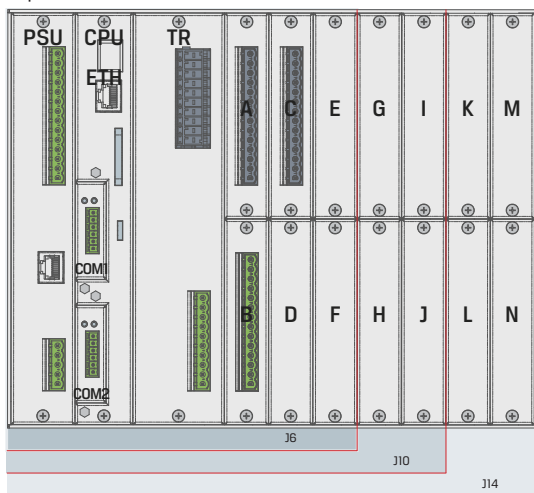 PSU CPU TR
ETH
A C E G I K M
COM1
B D F H J L N
COM2
J6
J10
J14